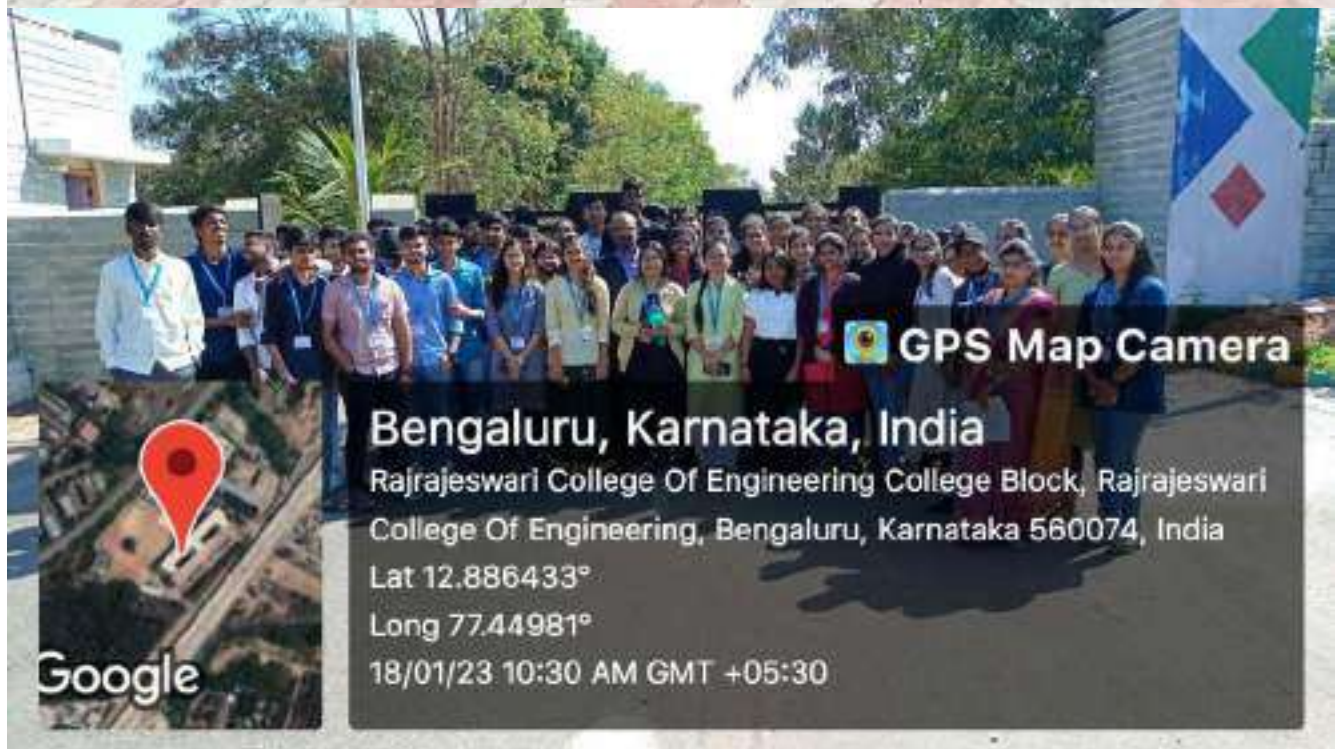 GPS Map Camera
Bengaluru, Karnataka, India
Rajrajeswari College Of Engineering College Block, Rajrajeswari
College Of Engineering, Bengaluru, Karnataka 560074, India
Lat 12.886433°
Long 77.44981°
18/01/23 10:30 AM GMT +05:30
Google